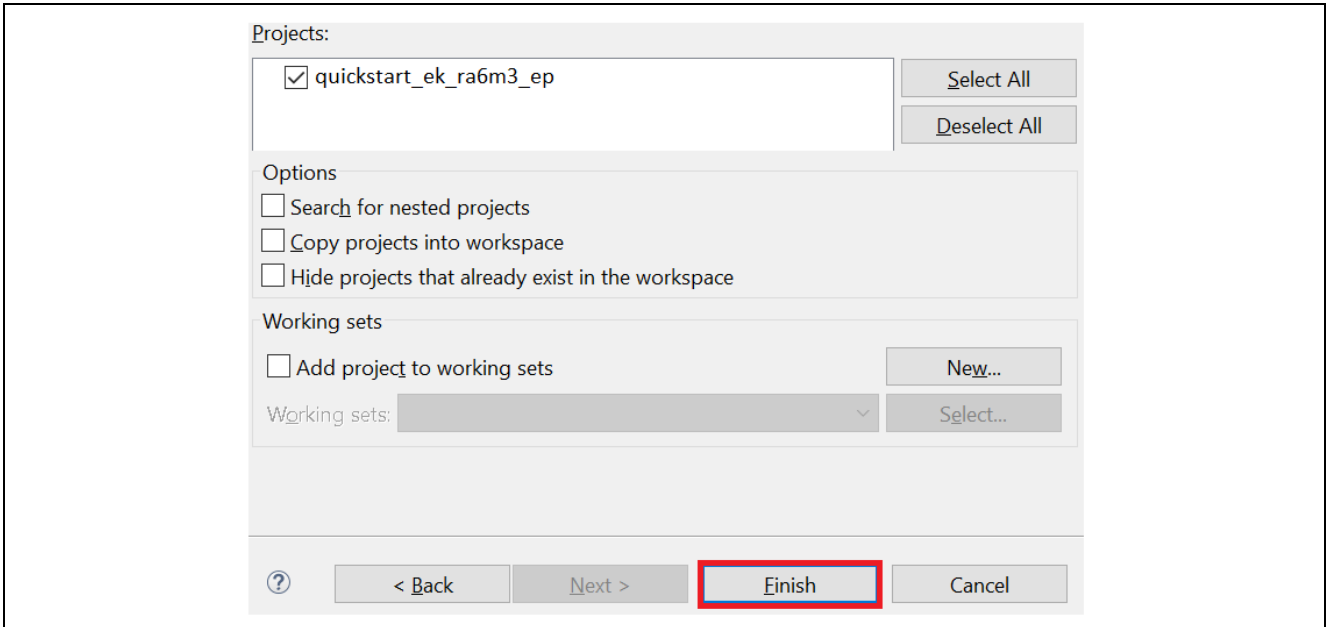 Projects:
quickstart_ek_ra6m3_ep
Select All
Deselect All
Options
Search for nested projects
Copy projects into workspace
Hide projects that already exist in the workspace
Working sets
Add project to working sets
New...
Working sets:
Select...
?
< Back
Next >
Finish
Cancel